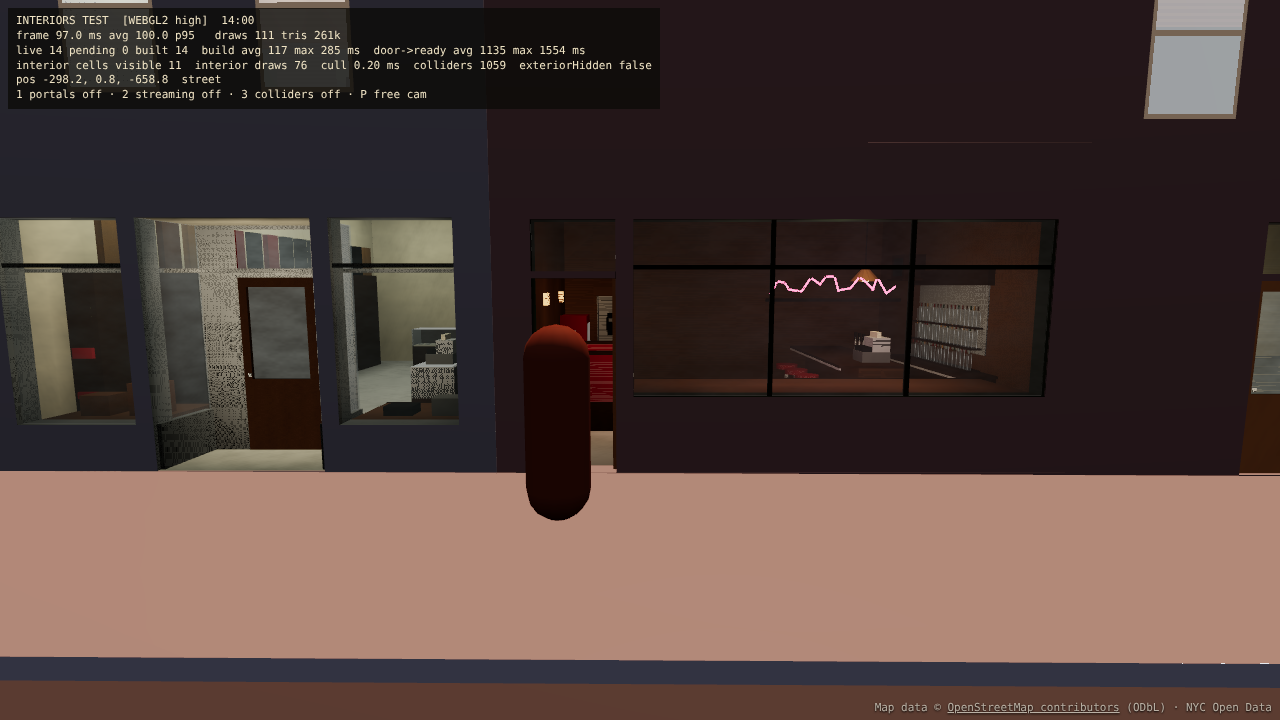 INTERIORS TEST  [WEBGL2 high]  14:00
frame 97.0 ms avg 100.0 p95   draws 111 tris 261k
live 14 pending 0 built 14  build avg 117 max 285 ms  door->ready avg 1135 max 1554 ms
interior cells visible 11  interior draws 76  cull 0.20 ms  colliders 1059  exteriorHidden false
pos -298.2, 0.8, -658.8  street
1 portals off · 2 streaming off · 3 colliders off · P free cam
Map data © OpenStreetMap contributors (ODbL) · NYC Open Data